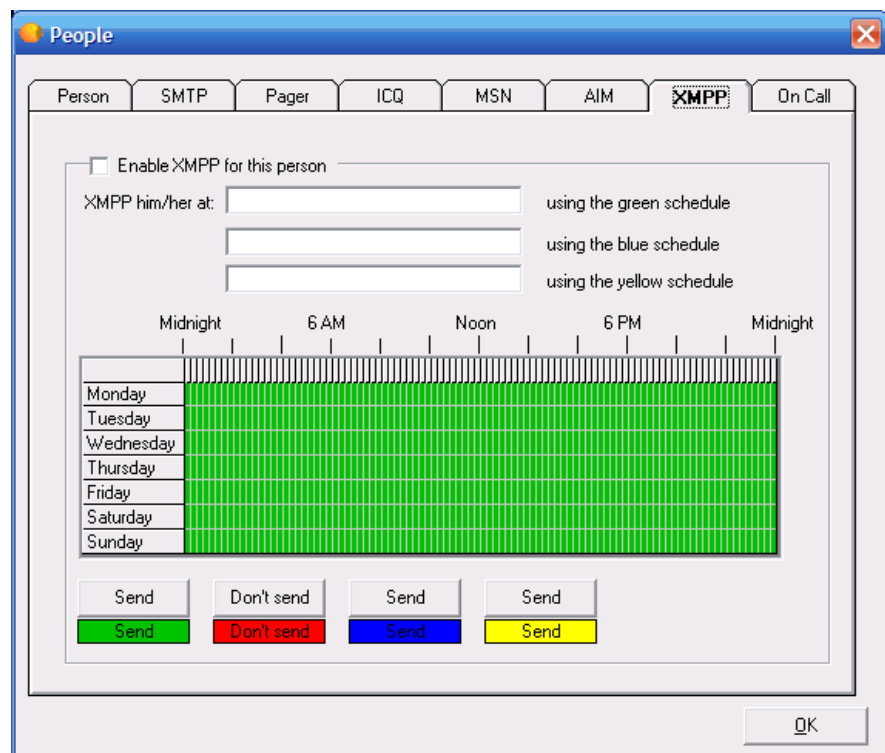 People
Person SMTP Pager ICQ MSN AIM XMPP On Call
Enable XMPP for this person
XMPP him/her at: using the green schedule
using the blue schedule
using the yellow schedule
Midnight 6 AM Noon 6 PM Midnight
Monday
Tuesday
Wednesday
Thursday
Friday
Saturday
Sunday
Send Don't send Send Send
Send Don't send Send Send
OK